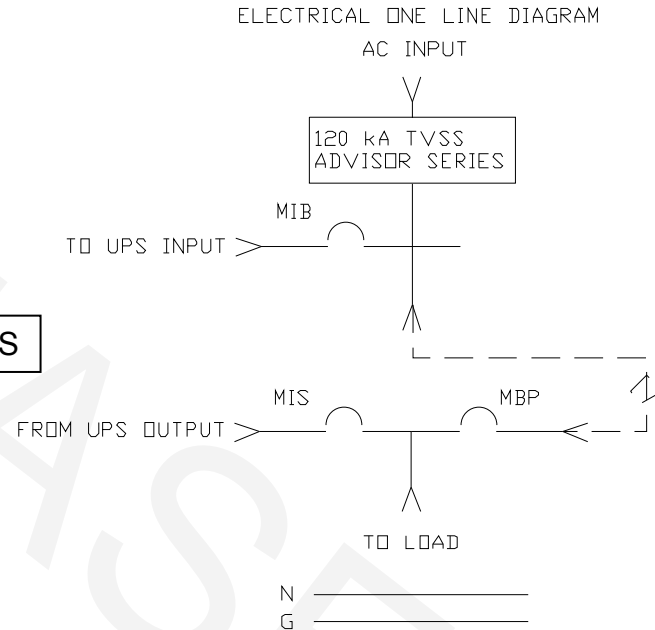 ELECTRICAL ONE LINE DIAGRAM
AC INPUT
120 kA TVSS
ADVISOR SERIES
MIB
TO UPS INPUT
S
MIS
MBP
FROM UPS OUTPUT
TO LOAD
N
G